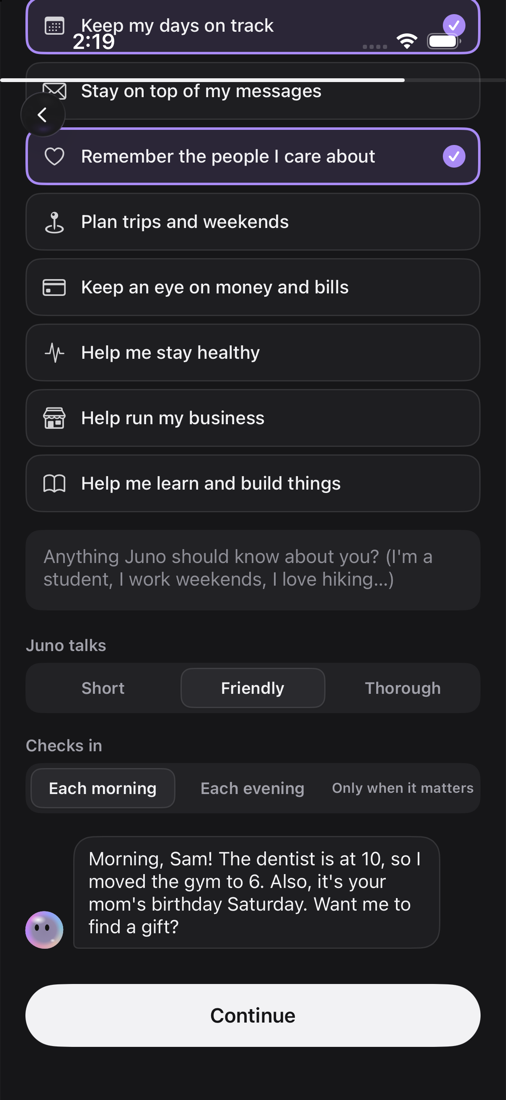 Keep my days on track
2:19
Stay on top of my messages
Remember the people I care about
Plan trips and weekends
Keep an eye on money and bills
Help me stay healthy
Help run my business
Help me learn and build things
Anything Juno should know about you? (I'm a
student, I work weekends, I love hiking...)
Juno talks
Short Friendly Thorough
Checks in
Each morning Each evening Only when it matters
Morning, Sam! The dentist is at 10, so I
moved the gym to 6. Also, it's your
mom's birthday Saturday. Want me to
find a gift?
Continue